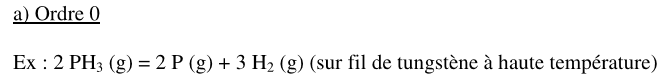 a) Ordre 0
Ex : 2 PH₃ (g) = 2 P (g) + 3 H₂ (g) (sur fil de tungstène à haute température)